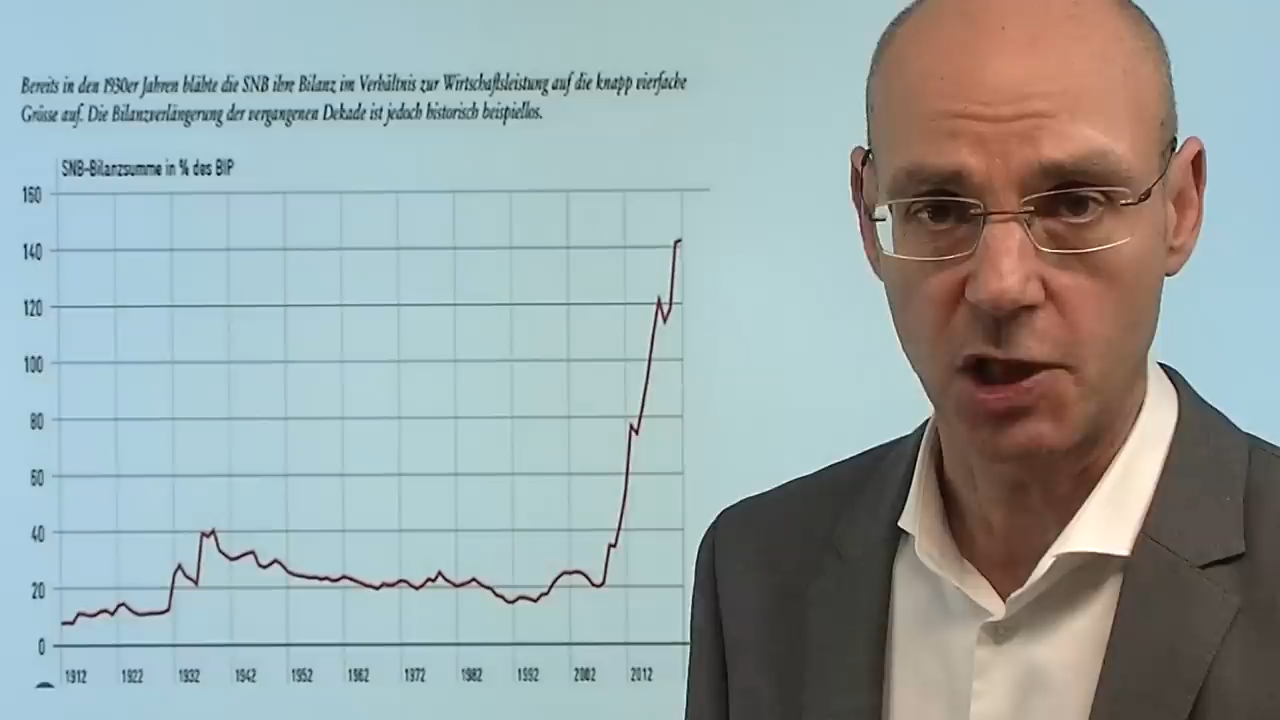 Bereits in den 1930er Jahren blähte die SNB ihre Bilanz im Verhältnis zur Wirtschaftsleistung auf die knapp vierfache
Grösse auf. Die Bilanzverlängerung der vergangenen Dekade ist jedoch historisch beispiellos.
SNB-Bilanzsumme in % des BIP
160
140
120
100
80
60
40
20
0
1912 1922 1932 1942 1952 1962 1972 1982 1992 2002 2012